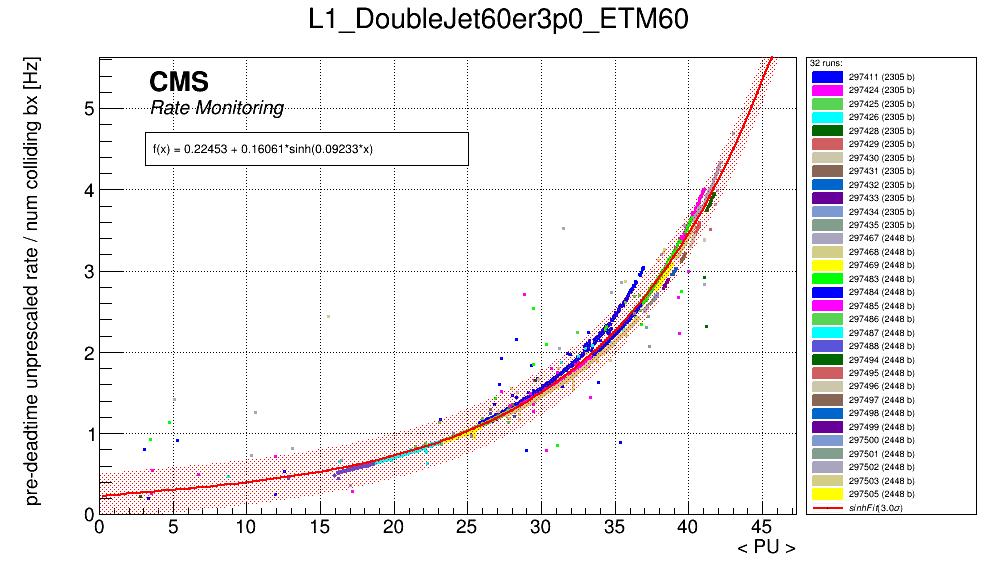 L1_DoubleJet60er3p0_ETM60
pre-deadtime unprescaled rate / num colliding bx [Hz]
CMS
Rate Monitoring
f(x) = 0.22453 + 0.16061*sinh(0.09233*x)
5
4
3
2
1
0
0 5 10 15 20 25 30 35 40 45
< PU >
32 runs:
297411 (2305 b)
297424 (2305 b)
297425 (2305 b)
297426 (2305 b)
297428 (2305 b)
297429 (2305 b)
297430 (2305 b)
297431 (2305 b)
297432 (2305 b)
297433 (2305 b)
297434 (2305 b)
297435 (2305 b)
297467 (2448 b)
297468 (2448 b)
297469 (2448 b)
297483 (2448 b)
297484 (2448 b)
297485 (2448 b)
297486 (2448 b)
297487 (2448 b)
297488 (2448 b)
297494 (2448 b)
297495 (2448 b)
297496 (2448 b)
297497 (2448 b)
297498 (2448 b)
297499 (2448 b)
297500 (2448 b)
297501 (2448 b)
297502 (2448 b)
297503 (2448 b)
297505 (2448 b)
sinhFit(3.0σ)